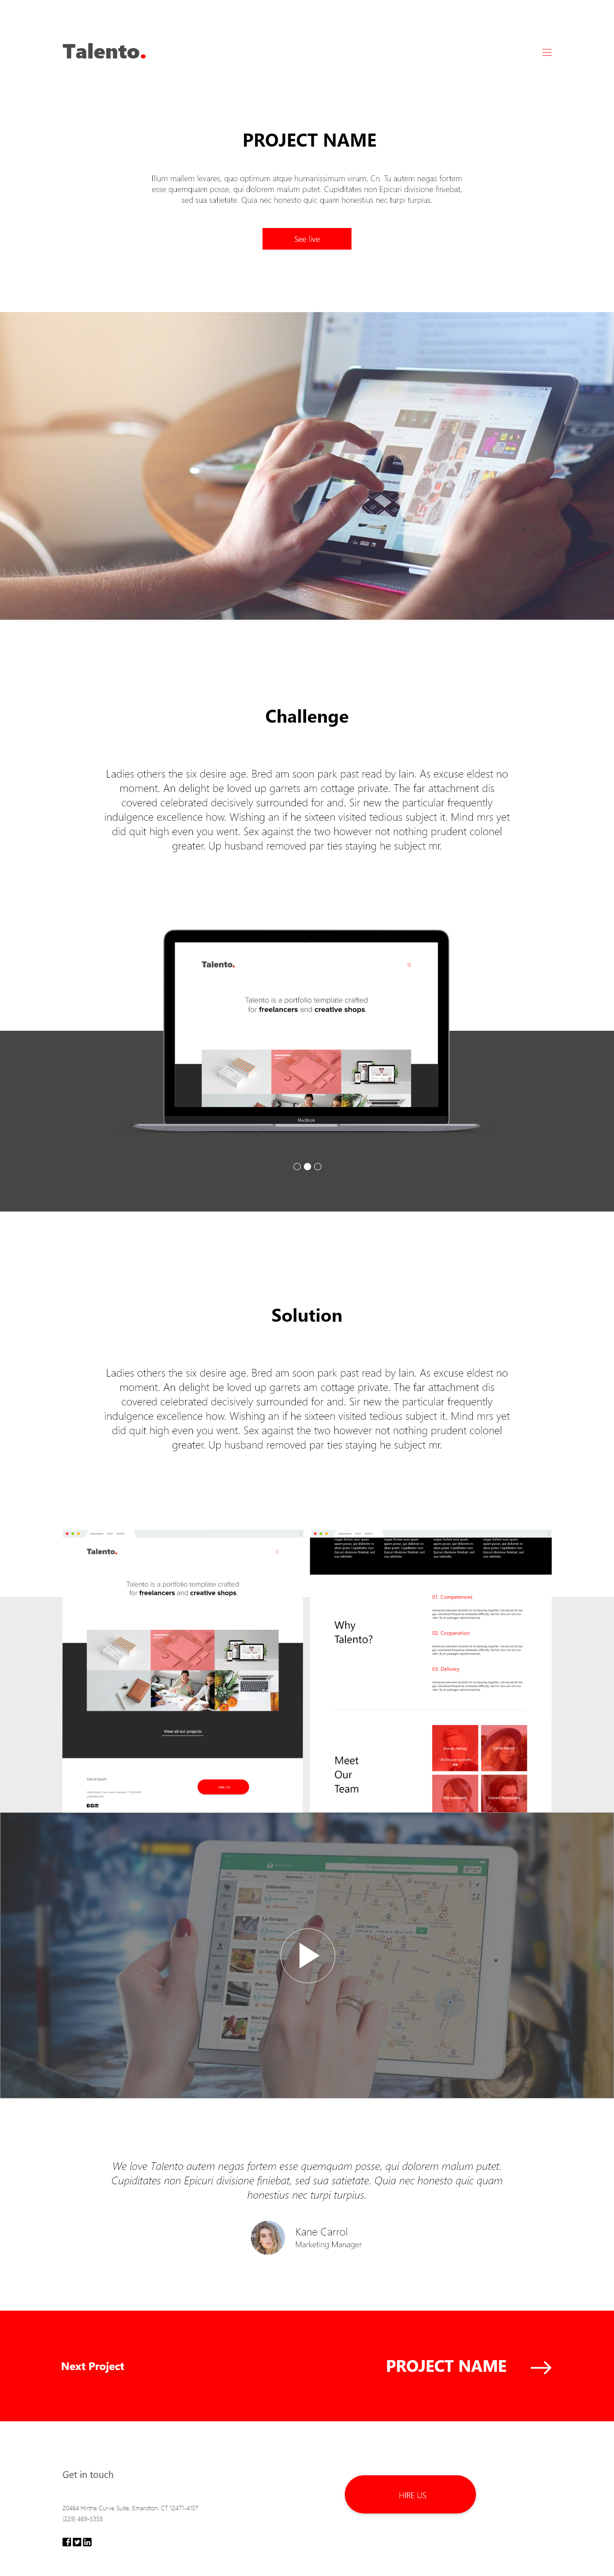 Talento.
PROJECT NAME
Illum mallem levares, quo optimum atque humanissimum virum, Cn. Tu autem negas fortem
esse quemquam posse, qui dolorem malum putet. Cupiditates non Epicuri divisione finiebat,
sed sua satietate. Quia nec honesto quic quam honestius nec turpi turpius.
See live
Challenge
Ladies others the six desire age. Bred am soon park past read by lain. As excuse eldest no
moment. An delight be loved up garrets am cottage private. The far attachment dis
covered celebrated decisively surrounded for and. Sir new the particular frequently
indulgence excellence how. Wishing an if he sixteen visited tedious subject it. Mind mrs yet
did quit high even you went. Sex against the two however not nothing prudent colonel
greater. Up husband removed par ties staying he subject mr.
Talento.
Talento is a portfolio template crafted
for freelancers and creative shops.
MacBook
Solution
Ladies others the six desire age. Bred am soon park past read by lain. As excuse eldest no
moment. An delight be loved up garrets am cottage private. The far attachment dis
covered celebrated decisively surrounded for and. Sir new the particular frequently
indulgence excellence how. Wishing an if he sixteen visited tedious subject it. Mind mrs yet
did quit high even you went. Sex against the two however not nothing prudent colonel
greater. Up husband removed par ties staying he subject mr.
Talento.
Talento is a portfolio template crafted
for freelancers and creative shops.
View all our projects
Get in touch
HIRE US
Why
Talento?
01. Competences
02. Cooperation
03. Delivery
Meet
Our
Team
We love Talento autem negas fortem esse quemquam posse, qui dolorem malum putet.
Cupiditates non Epicuri divisione finiebat, sed sua satietate. Quia nec honesto quic quam
honestius nec turpi turpius.
Kane Carrol
Marketing Manager
Next Project
PROJECT NAME
Get in touch
20464 Hirthe Curve Suite, Emardton, CT 12471-4107
(229) 469-5358
HIRE US